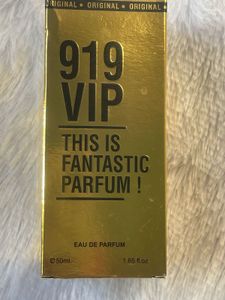 ORIGINAL • ORIGINAL • ORIGINAL
919
VIP
THIS IS
FANTASTIC
PARFUM !
EAU DE PARFUM
℮50ml 1.65 fl.oz